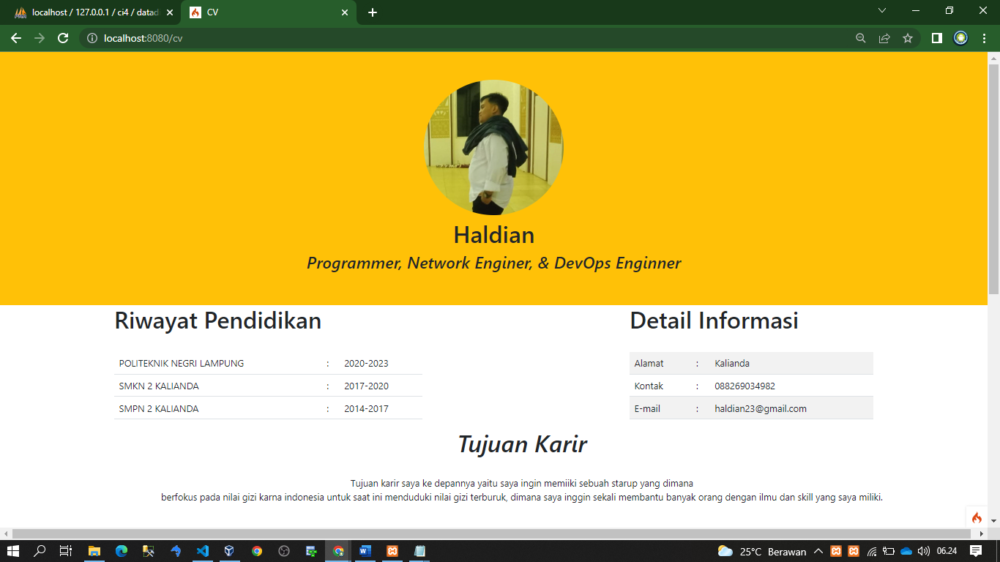 localhost / 127.0.0.1 / ci4 / datadi
CV
localhost:8080/cv
Haldian
Programmer, Network Enginer, & DevOps Enginner
Riwayat Pendidikan
POLITEKNIK NEGRI LAMPUNG : 2020-2023
SMKN 2 KALIANDA : 2017-2020
SMPN 2 KALIANDA : 2014-2017
Detail Informasi
Alamat : Kalianda
Kontak : 088269034982
E-mail : haldian23@gmail.com
Tujuan Karir
Tujuan karir saya ke depannya yaitu saya ingin memiiki sebuah starup yang dimana
berfokus pada nilai gizi karna indonesia untuk saat ini menduduki nilai gizi terburuk, dimana saya inggin sekali membantu banyak orang dengan ilmu dan skill yang saya miliki.
25°C Berawan
06.24